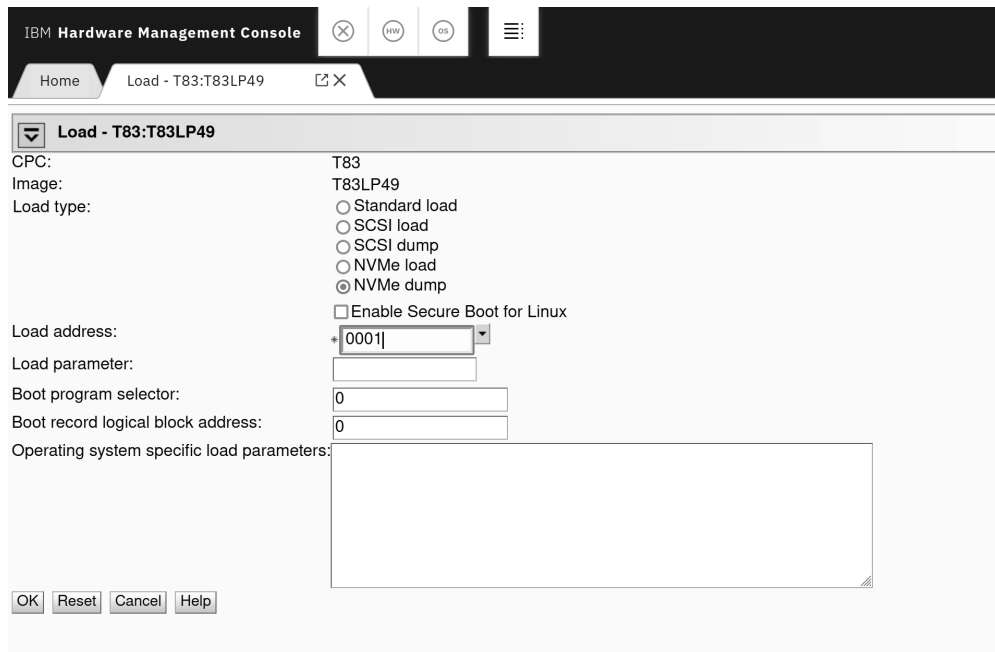 IBM Hardware Management Console
HW
OS
Home
Load - T83:T83LP49
Load - T83:T83LP49
CPC: T83
Image: T83LP49
Load type:
Standard load
SCSI load
SCSI dump
NVMe load
NVMe dump
Enable Secure Boot for Linux
Load address: * 0001
Load parameter:
Boot program selector: 0
Boot record logical block address: 0
Operating system specific load parameters:
OK Reset Cancel Help